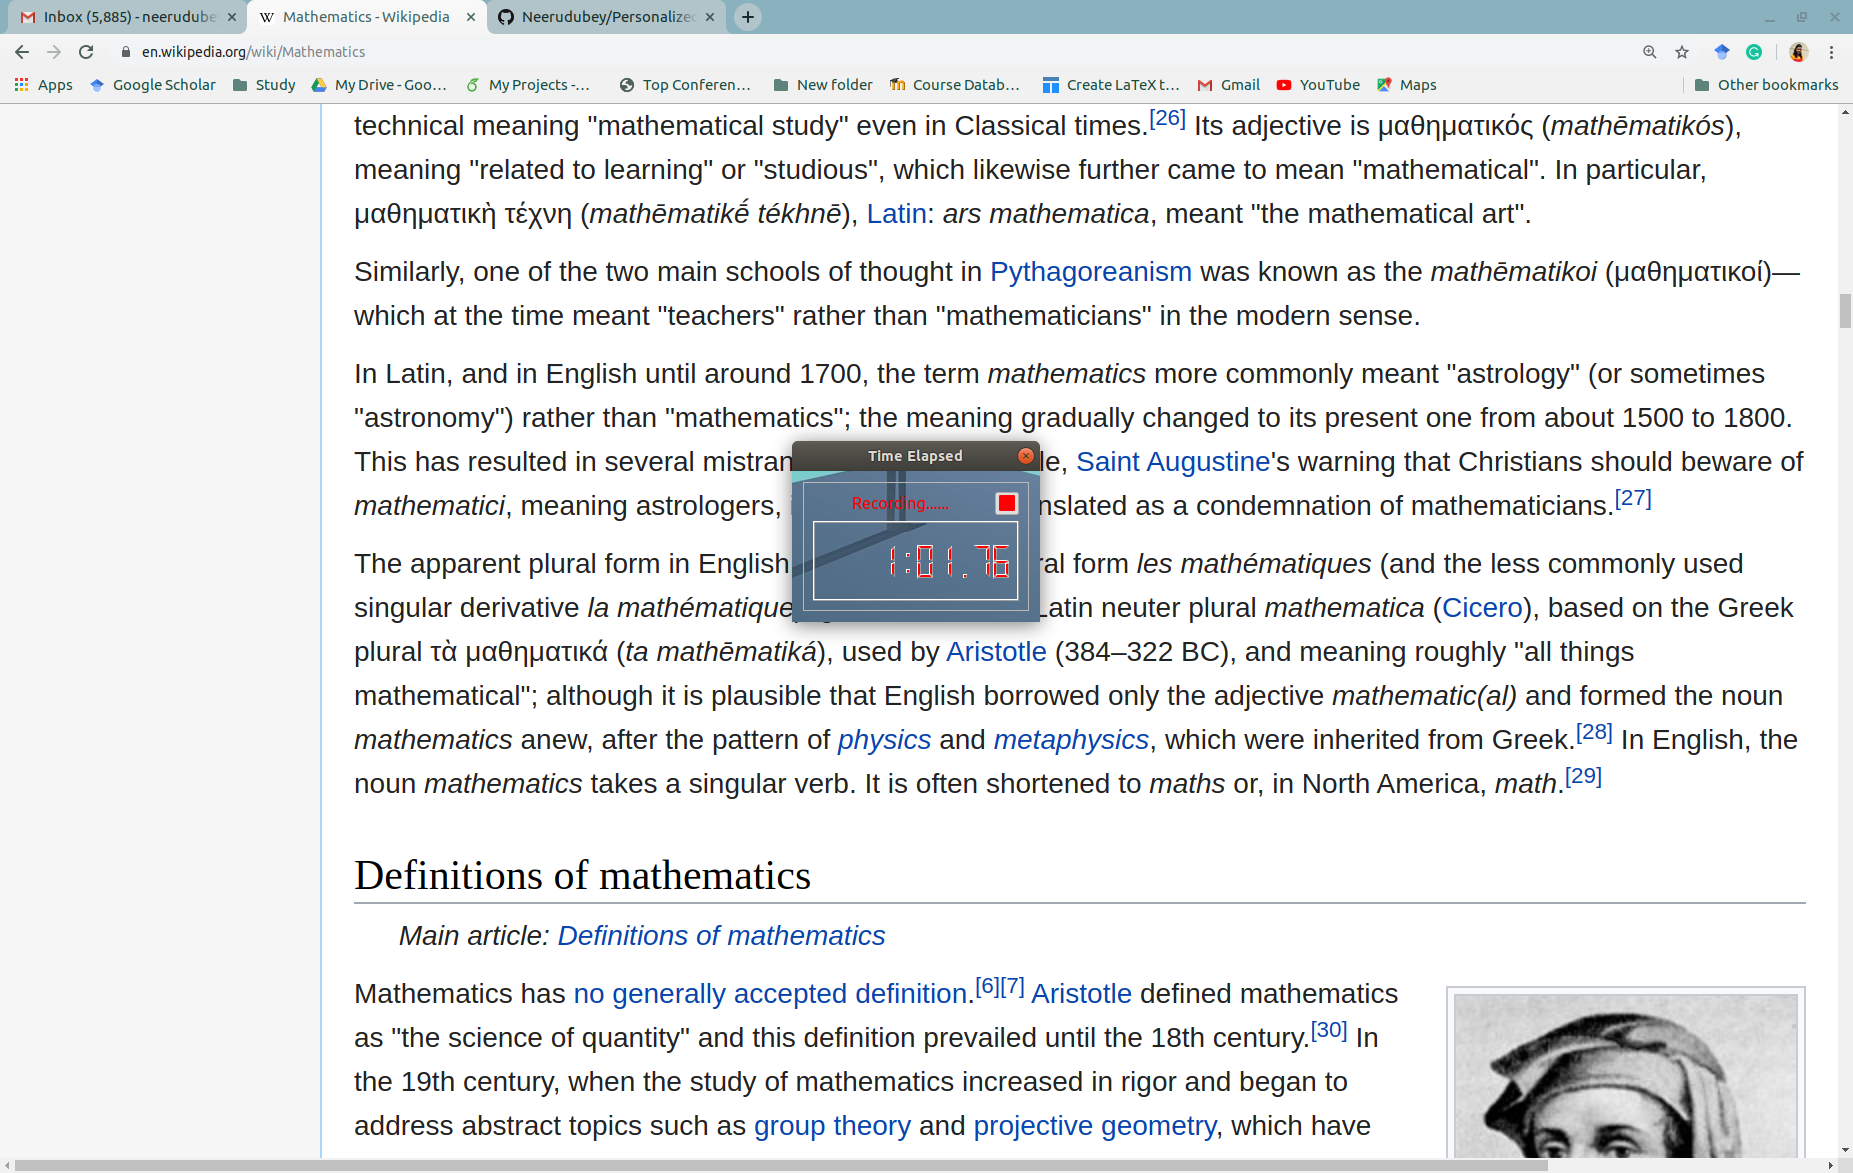 Inbox (5,885) - neerudube
Mathematics - Wikipedia
Neerudubey/Personalized
en.wikipedia.org/wiki/Mathematics
Apps
Google Scholar
Study
My Drive - Goo...
My Projects -...
Top Conferen...
New folder
Course Datab...
Create LaTeX t...
Gmail
YouTube
Maps
Other bookmarks
technical meaning "mathematical study" even in Classical times.[26] Its adjective is μαθηματικός (mathēmatikós),
meaning "related to learning" or "studious", which likewise further came to mean "mathematical". In particular,
μαθηματικὴ τέχνη (mathēmatikḗ tékhnē), Latin: ars mathematica, meant "the mathematical art".
Similarly, one of the two main schools of thought in Pythagoreanism was known as the mathēmatikoi (μαθηματικοί)—
which at the time meant "teachers" rather than "mathematicians" in the modern sense.
In Latin, and in English until around 1700, the term mathematics more commonly meant "astrology" (or sometimes
"astronomy") rather than "mathematics"; the meaning gradually changed to its present one from about 1500 to 1800.
This has resulted in several mistran le, Saint Augustine's warning that Christians should beware of
mathematici, meaning astrologers, nslated as a condemnation of mathematicians.[27]
The apparent plural form in English ral form les mathématiques (and the less commonly used
singular derivative la mathématique Latin neuter plural mathematica (Cicero), based on the Greek
plural τὰ μαθηματικά (ta mathēmatiká), used by Aristotle (384–322 BC), and meaning roughly "all things
mathematical"; although it is plausible that English borrowed only the adjective mathematic(al) and formed the noun
mathematics anew, after the pattern of physics and metaphysics, which were inherited from Greek.[28] In English, the
noun mathematics takes a singular verb. It is often shortened to maths or, in North America, math.[29]
Time Elapsed
Recording......
1:01.76
Definitions of mathematics
Main article: Definitions of mathematics
Mathematics has no generally accepted definition.[6][7] Aristotle defined mathematics
as "the science of quantity" and this definition prevailed until the 18th century.[30] In
the 19th century, when the study of mathematics increased in rigor and began to
address abstract topics such as group theory and projective geometry, which have